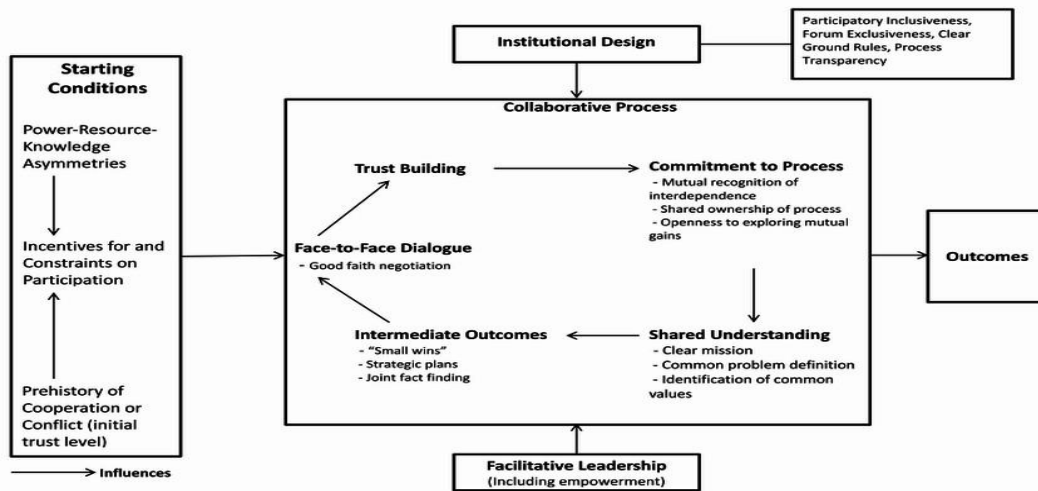 Institutional Design
Participatory Inclusiveness,
Forum Exclusiveness, Clear
Ground Rules, Process
Transparency
Starting
Conditions
Power-Resource-
Knowledge
Asymmetries
Incentives for and
Constraints on
Participation
Prehistory of
Cooperation or
Conflict (initial
trust level)
Influences
Collaborative Process
Trust Building
Commitment to Process
- Mutual recognition of
interdependence
- Shared ownership of process
- Openness to exploring mutual
gains
Face-to-Face Dialogue
- Good faith negotiation
Intermediate Outcomes
- “Small wins”
- Strategic plans
- Joint fact finding
Shared Understanding
- Clear mission
- Common problem definition
- Identification of common
values
Outcomes
Facilitative Leadership
(Including empowerment)